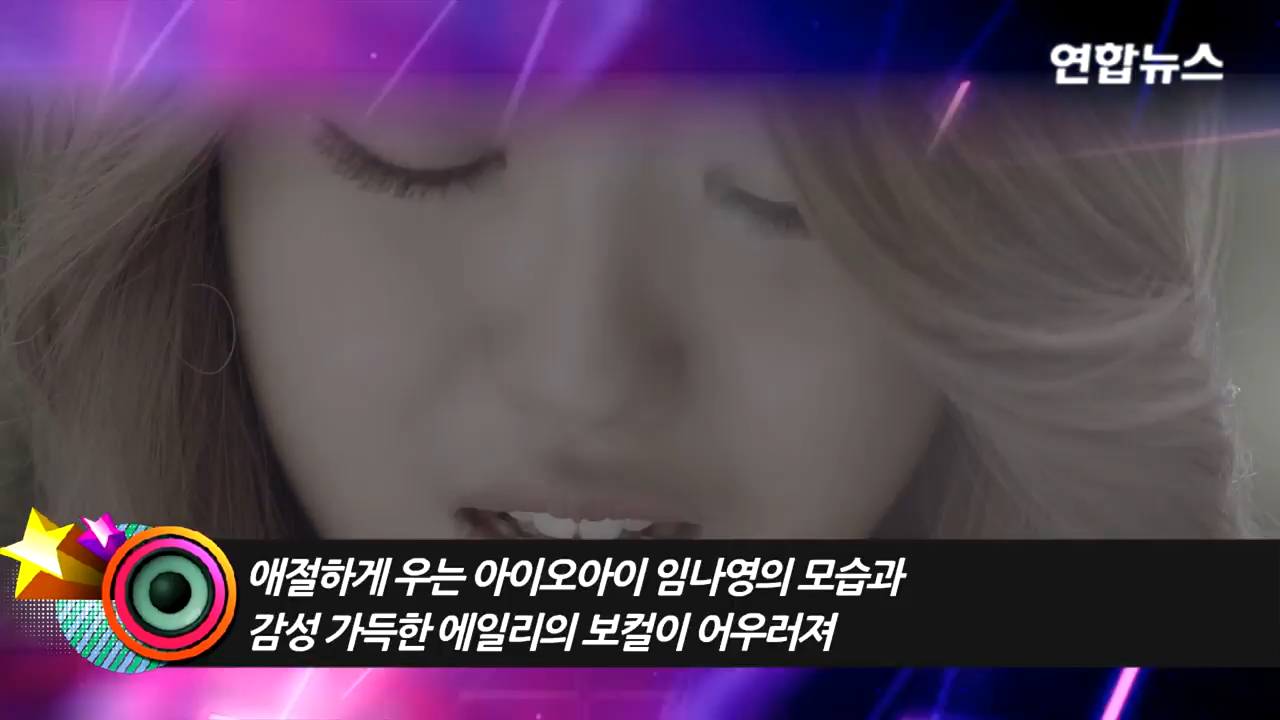 연합뉴스
애절하게 우는 아이오아이 임나영의 모습과
감성 가득한 에일리의 보컬이 어우러져